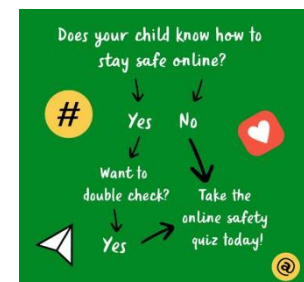 Does your child know how to
stay safe online?
#
Yes No
Want to
double check?
Yes
Take the
online safety
quiz today!
@